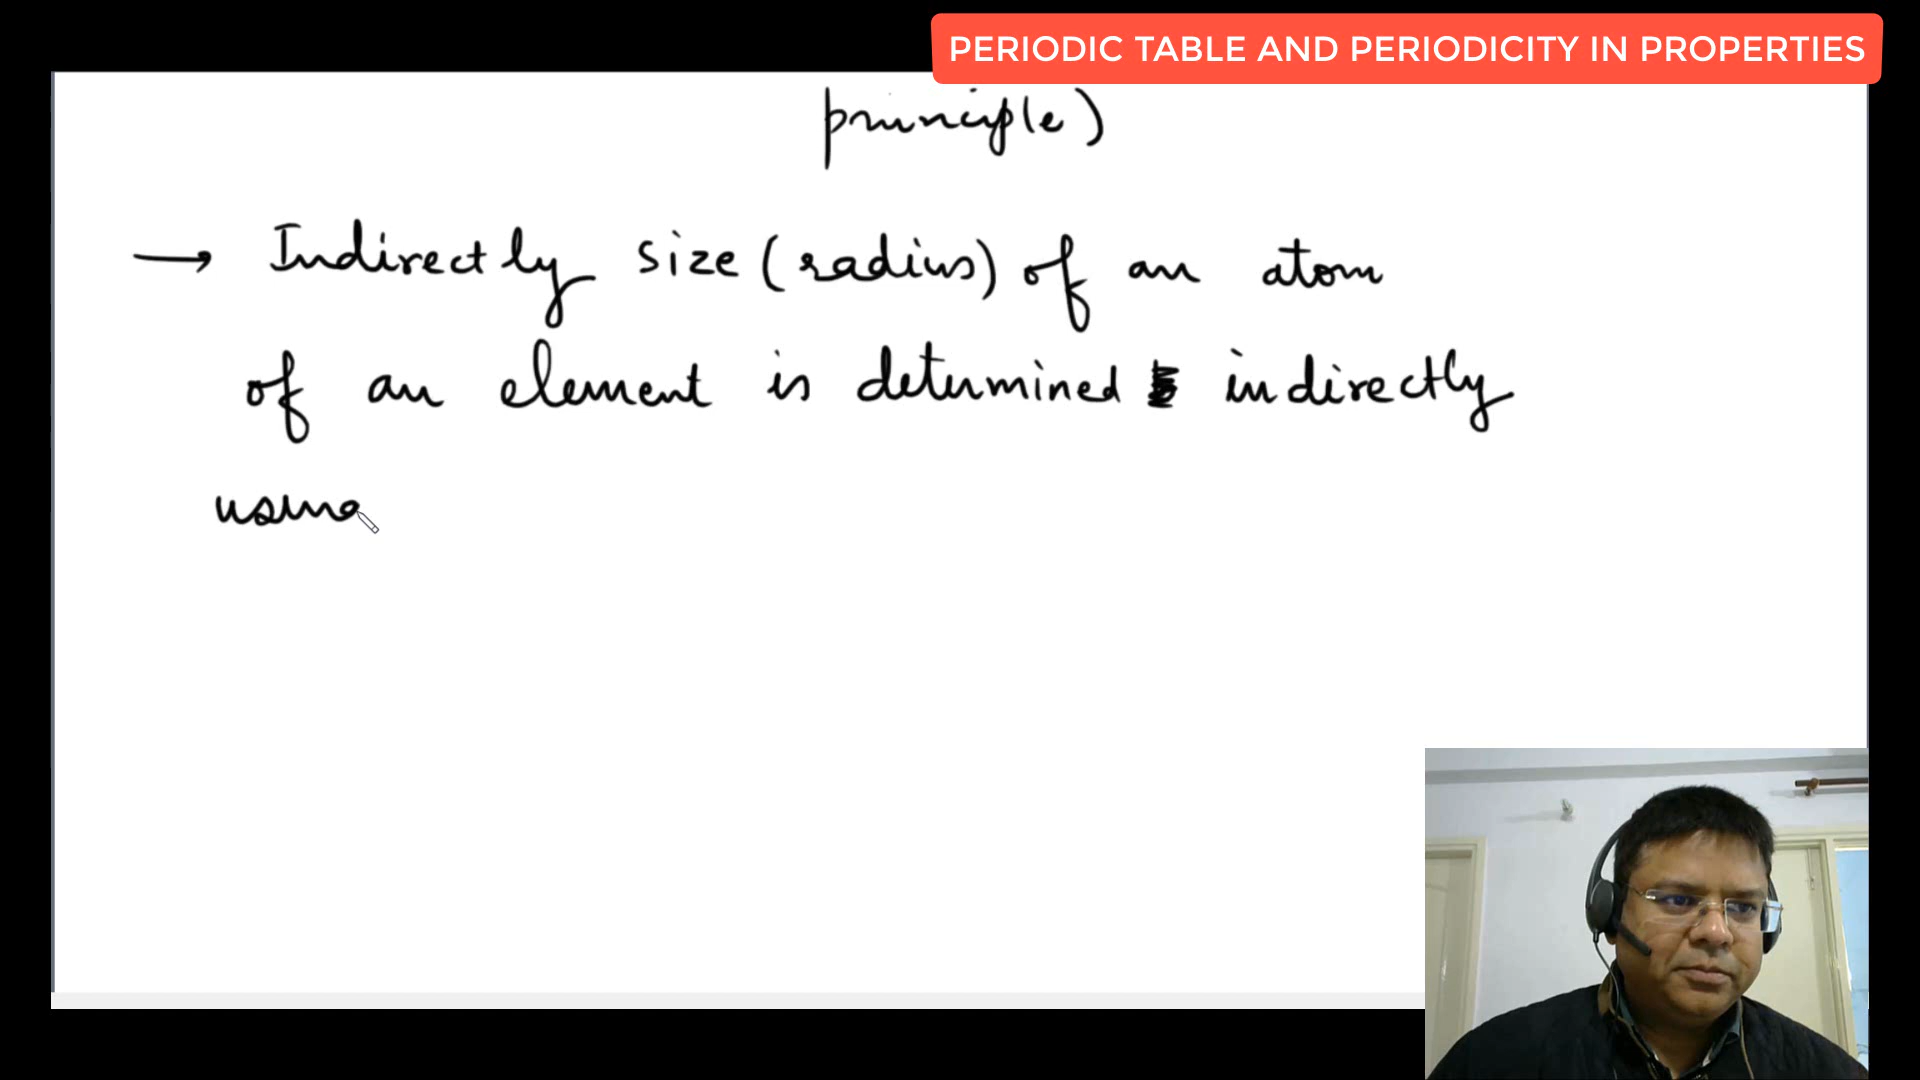 PERIODIC TABLE AND PERIODICITY IN PROPERTIES
principle)
→ Indirectly size (radius) of an atom
of an element is determined indirectly
using